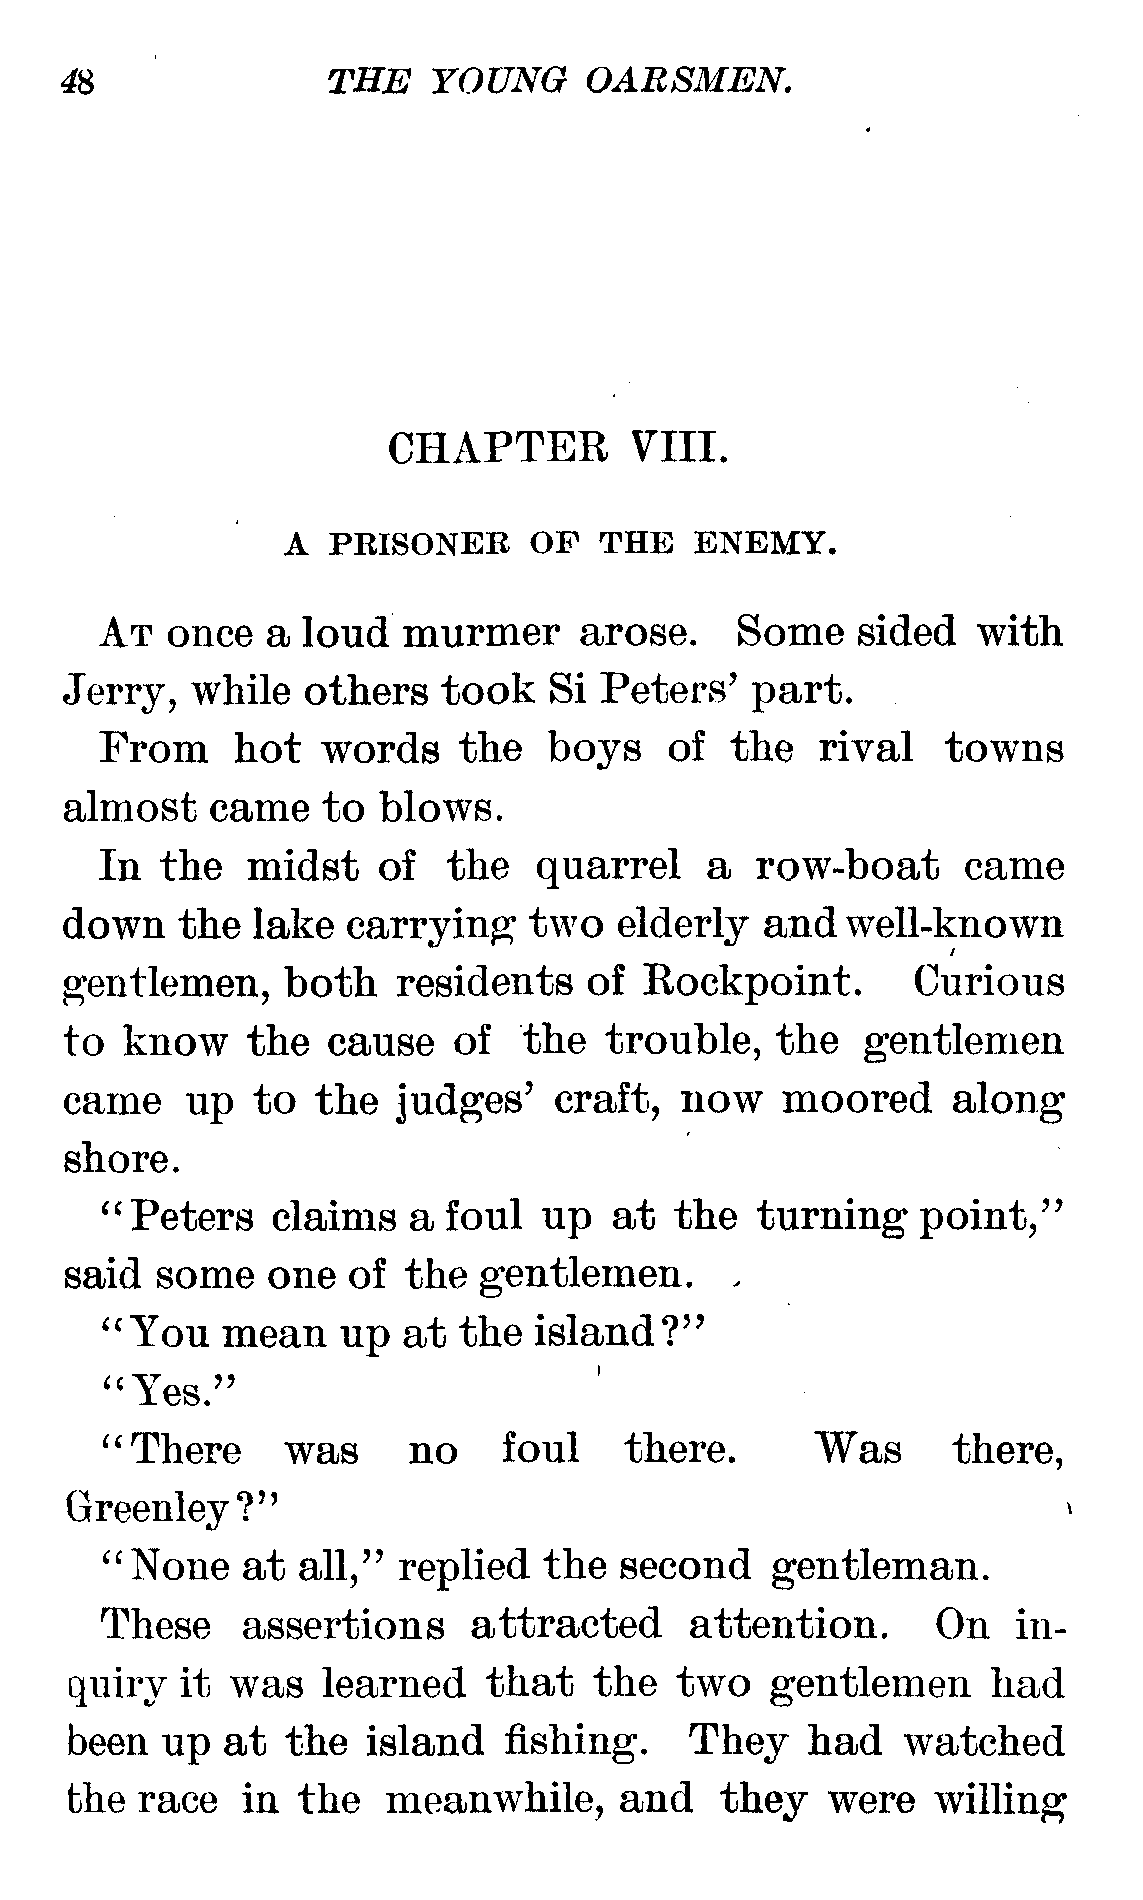 48 THE YOUNG OARSMEN.
CHAPTER VIII.
A PRISONER OF THE ENEMY.
At once a loud murmer arose. Some sided with
Jerry, while others took Si Peters' part.
From hot words the boys of the rival towns
almost came to blows.
In the midst of the quarrel a row-boat came
down the lake carrying two elderly and well-known
gentlemen, both residents of Rockpoint. Curious
to know the cause of the trouble, the gentlemen
came up to the judges' craft, now moored along
shore.
"Peters claims a foul up at the turning point,"
said some one of the gentlemen.
"You mean up at the island?"
"Yes."
"There was no foul there. Was there,
Greenley?"
"None at all," replied the second gentleman.
These assertions attracted attention. On in-
quiry it was learned that the two gentlemen had
been up at the island fishing. They had watched
the race in the meanwhile, and they were willing